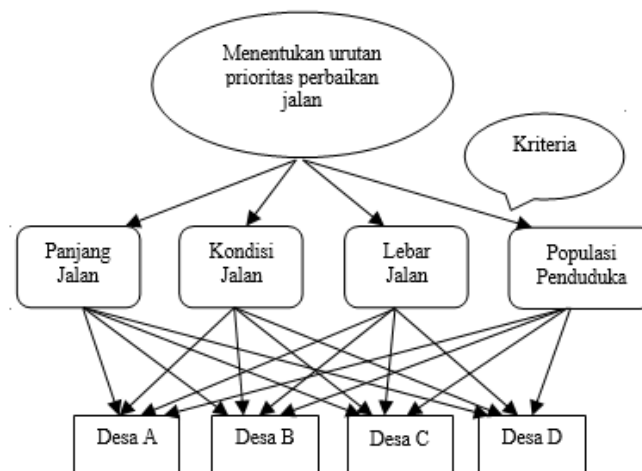 Menentukan urutan
prioritas perbaikan
jalan
Kriteria
Panjang
Jalan
Kondisi
Jalan
Lebar
Jalan
Populasi
Penduduka
Desa A
Desa B
Desa C
Desa D